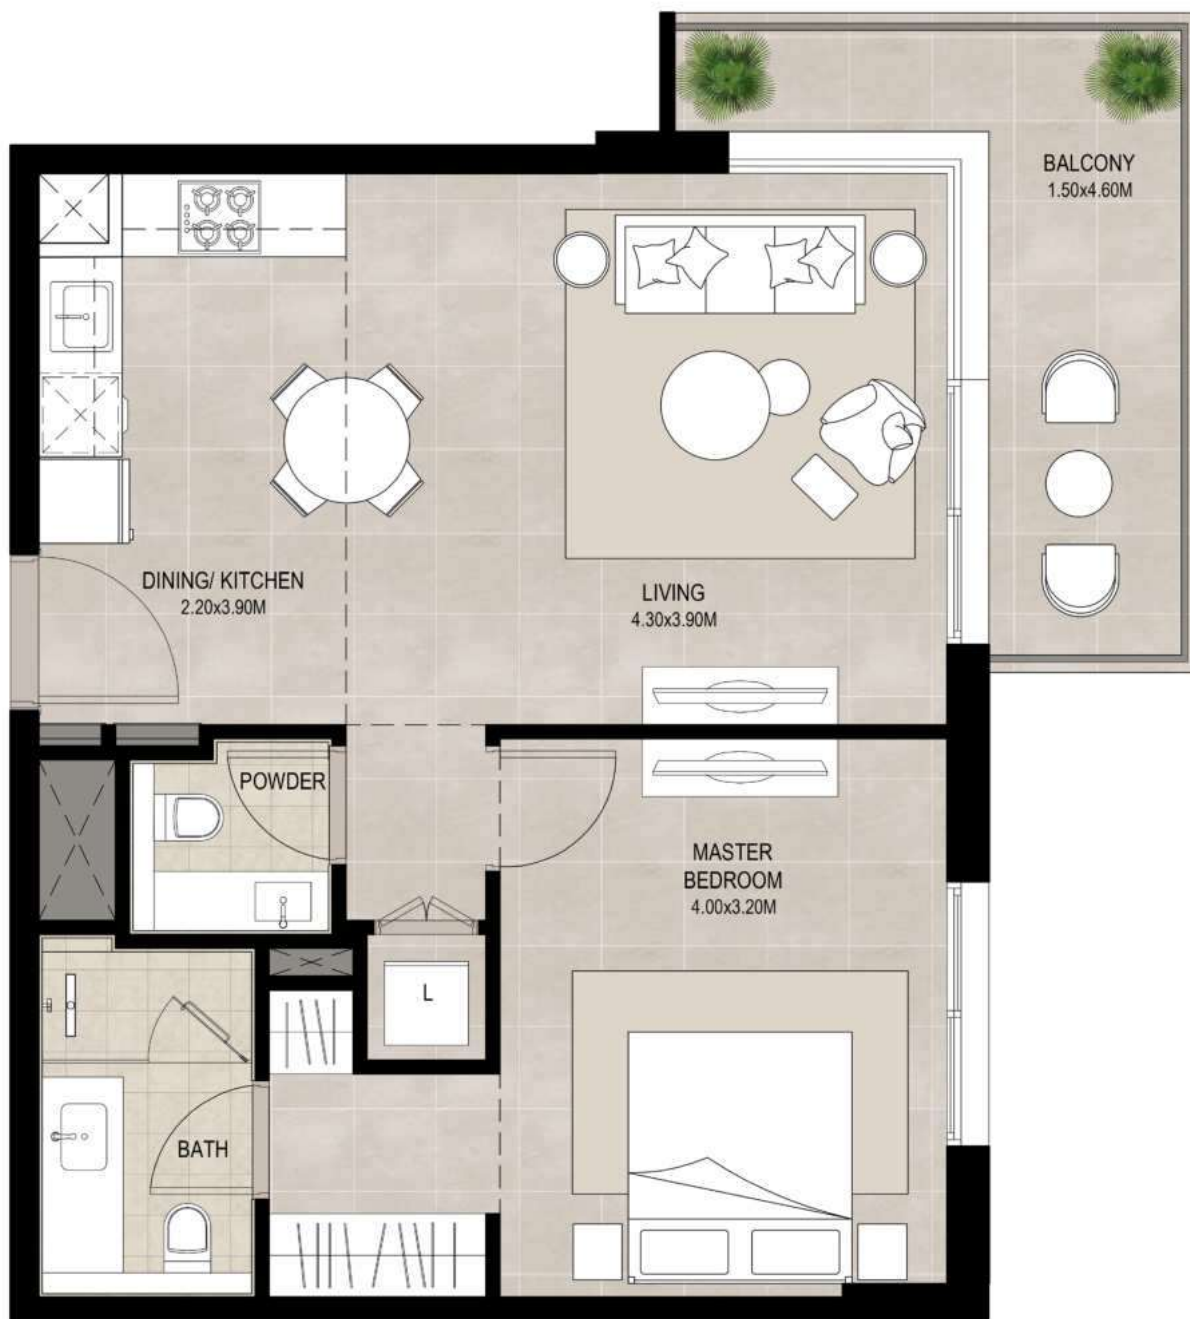 BALCONY
1.50x4.60M
DINING/ KITCHEN
2.20x3.90M
LIVING
4.30x3.90M
POWDER
MASTER
BEDROOM
4.00x3.20M
L
BATH